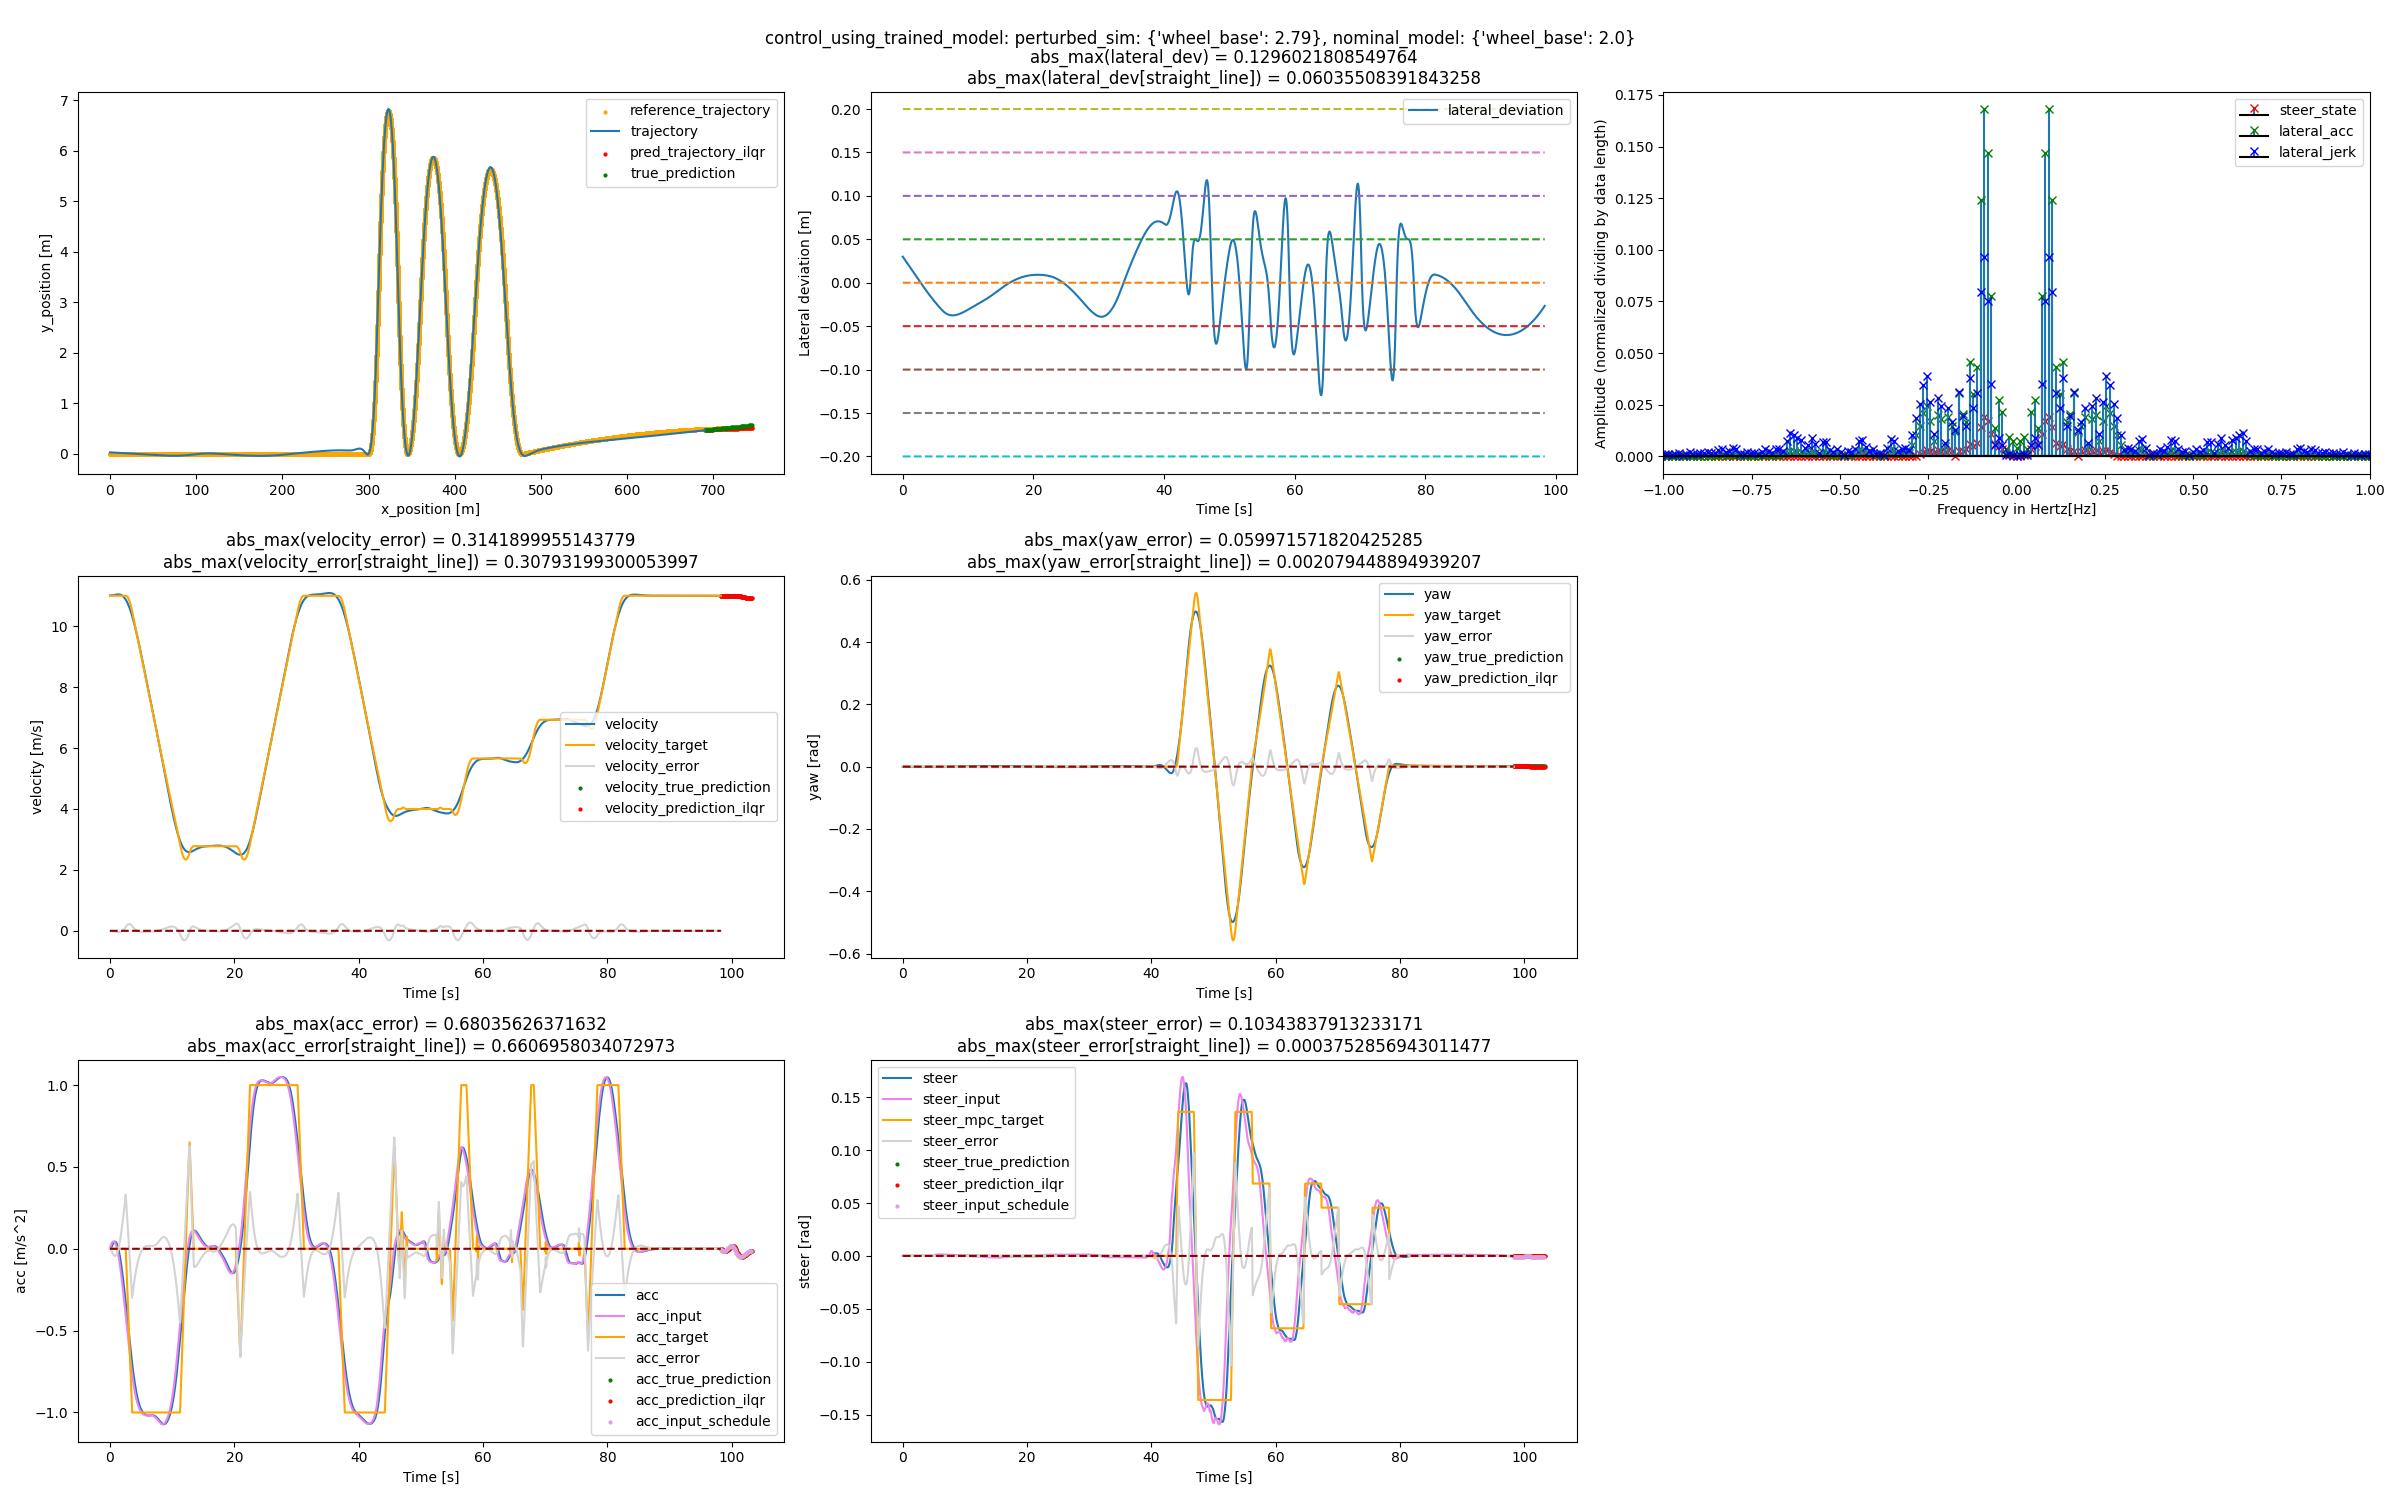 control_using_trained_model: perturbed_sim: {'wheel_base': 2.79}, nominal_model: {'wheel_base': 2.0}
7
6
5
4
3
2
1
0
y_position [m]
0 100 200 300 400 500 600 700
x_position [m]
reference_trajectory
trajectory
pred_trajectory_ilqr
true_prediction
abs_max(lateral_dev) = 0.1296021808549764
abs_max(lateral_dev[straight_line]) = 0.06035508391843258
0.20
0.15
0.10
0.05
0.00
−0.05
−0.10
−0.15
−0.20
Lateral deviation [m]
0 20 40 60 80 100
Time [s]
lateral_deviation
0.175
0.150
0.125
0.100
0.075
0.050
0.025
0.000
Amplitude (normalized dividing by data length)
−1.00 −0.75 −0.50 −0.25 0.00 0.25 0.50 0.75 1.00
Frequency in Hertz[Hz]
steer_state
lateral_acc
lateral_jerk
abs_max(velocity_error) = 0.3141899955143779
abs_max(velocity_error[straight_line]) = 0.30793199300053997
10
8
6
4
2
0
velocity [m/s]
0 20 40 60 80 100
Time [s]
velocity
velocity_target
velocity_error
velocity_true_prediction
velocity_prediction_ilqr
abs_max(yaw_error) = 0.059971571820425285
abs_max(yaw_error[straight_line]) = 0.002079448894939207
0.6
0.4
0.2
0.0
−0.2
−0.4
−0.6
yaw [rad]
0 20 40 60 80 100
Time [s]
yaw
yaw_target
yaw_error
yaw_true_prediction
yaw_prediction_ilqr
abs_max(acc_error) = 0.68035626371632
abs_max(acc_error[straight_line]) = 0.6606958034072973
1.0
0.5
0.0
−0.5
−1.0
acc [m/s^2]
0 20 40 60 80 100
Time [s]
acc
acc_input
acc_target
acc_error
acc_true_prediction
acc_prediction_ilqr
acc_input_schedule
abs_max(steer_error) = 0.10343837913233171
abs_max(steer_error[straight_line]) = 0.0003752856943011477
0.15
0.10
0.05
0.00
−0.05
−0.10
−0.15
steer [rad]
0 20 40 60 80 100
Time [s]
steer
steer_input
steer_mpc_target
steer_error
steer_true_prediction
steer_prediction_ilqr
steer_input_schedule